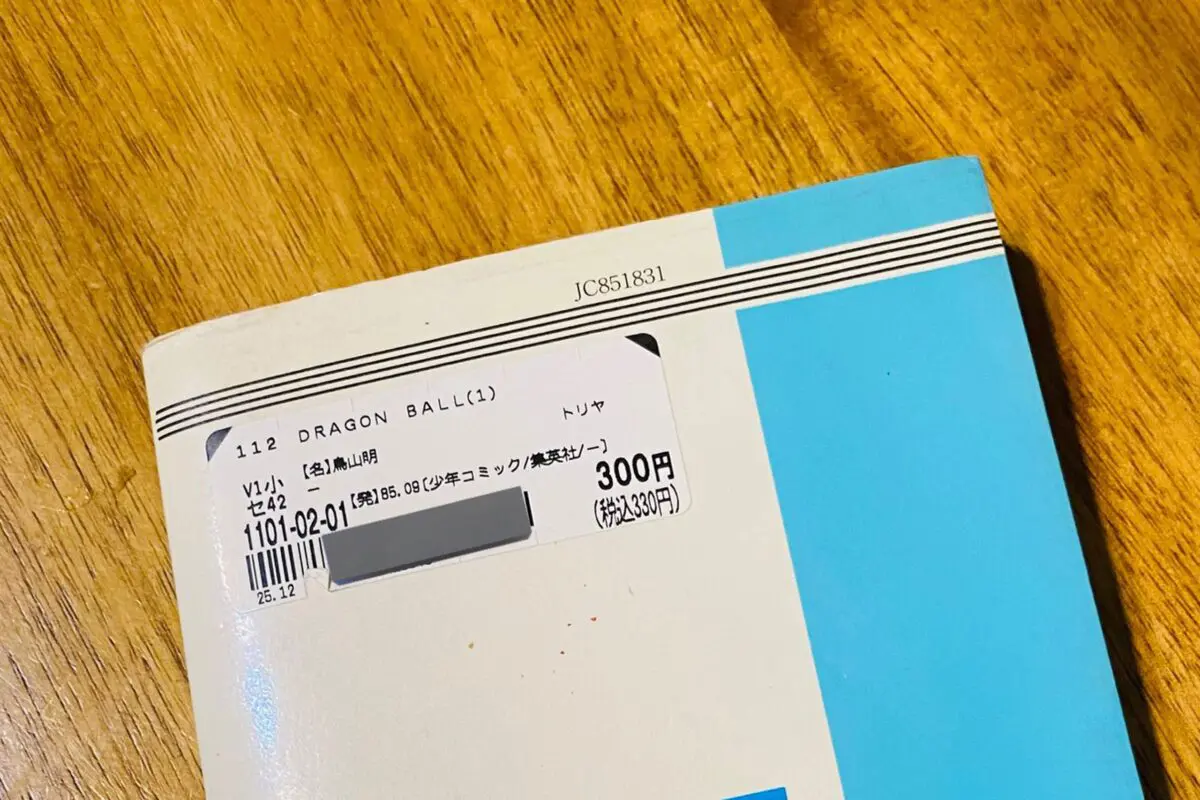 JC851831
112 DRAGON BALL(1)
トリヤ
V1小 【名】鳥山明
セ42 ー
【発】85.09[少年コミック/集英社/ー]
1101-02-01
300円
(税込330円)
25.12